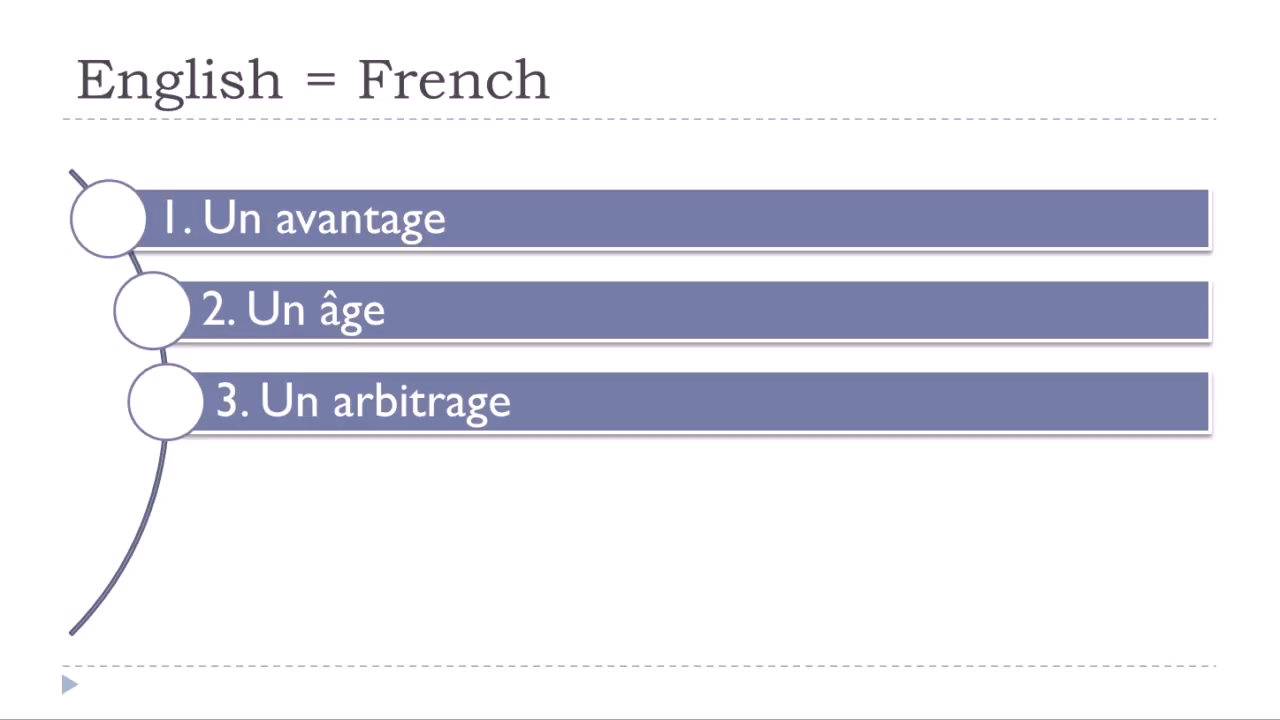 English = French
1. Un avantage
2. Un âge
3. Un arbitrage